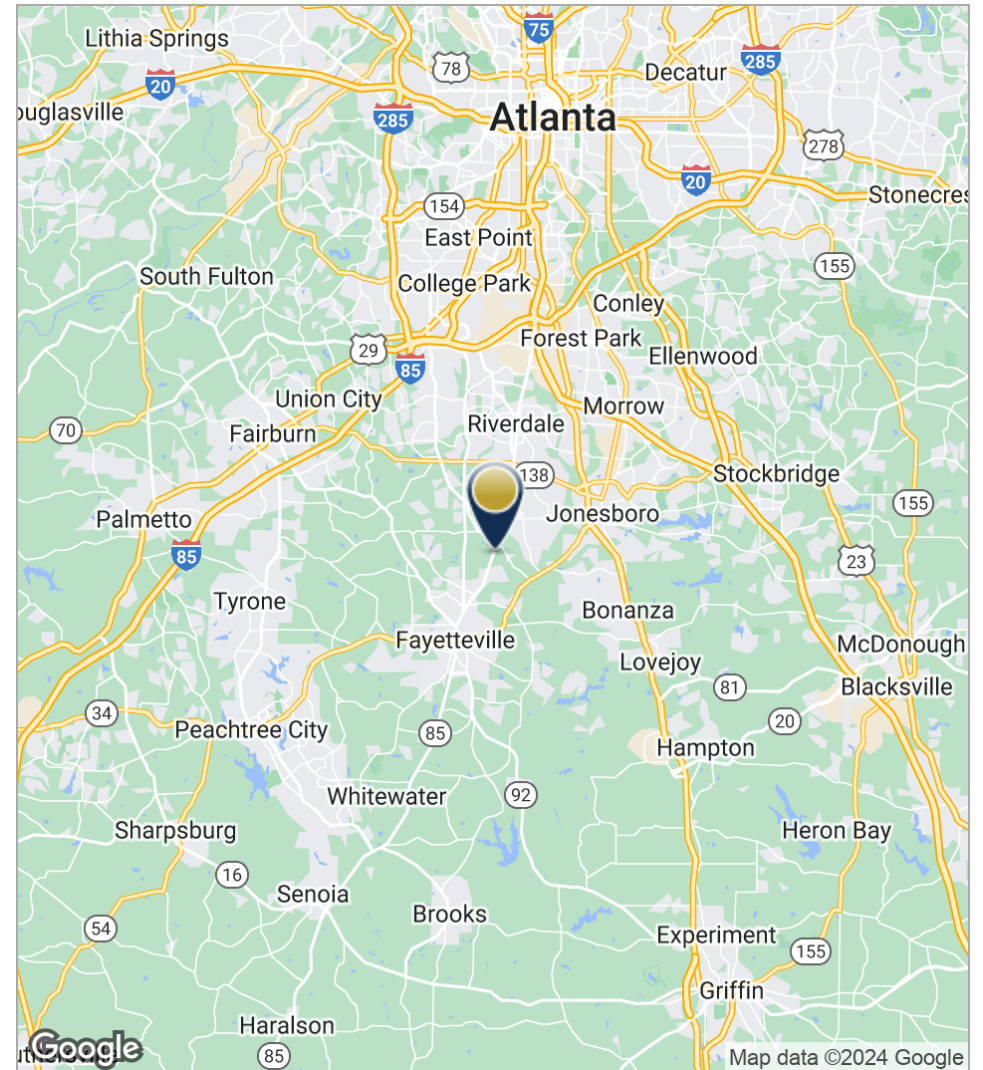 75
Lithia Springs
78
285
Decatur
20
ouglasville
285
Atlanta
278
20
Stonecres
154
East Point
155
South Fulton
College Park
Conley
29
Forest Park
Ellenwood
85
Union City
Morrow
70
Fairburn
Riverdale
138
Stockbridge
155
Palmetto
Jonesboro
85
23
Tyrone
Bonanza
Fayetteville
McDonough
Lovejoy
81
Blacksville
34
20
Peachtree City
85
Hampton
Whitewater
92
Sharpsburg
Heron Bay
16
Senoia
Brooks
54
Experiment
155
Griffin
Haralson
85
Google
Map data ©2024 Google